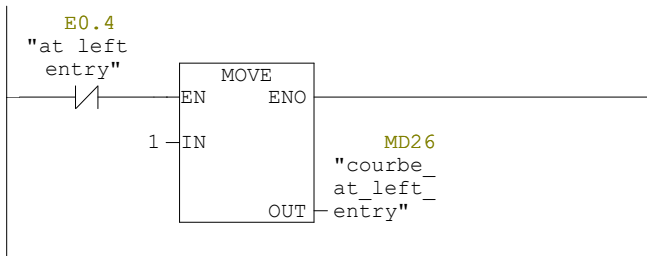 E0.4
"at left
entry"
MOVE
EN ENO
1 IN
MD26
"courbe_
at_left_
OUT entry"